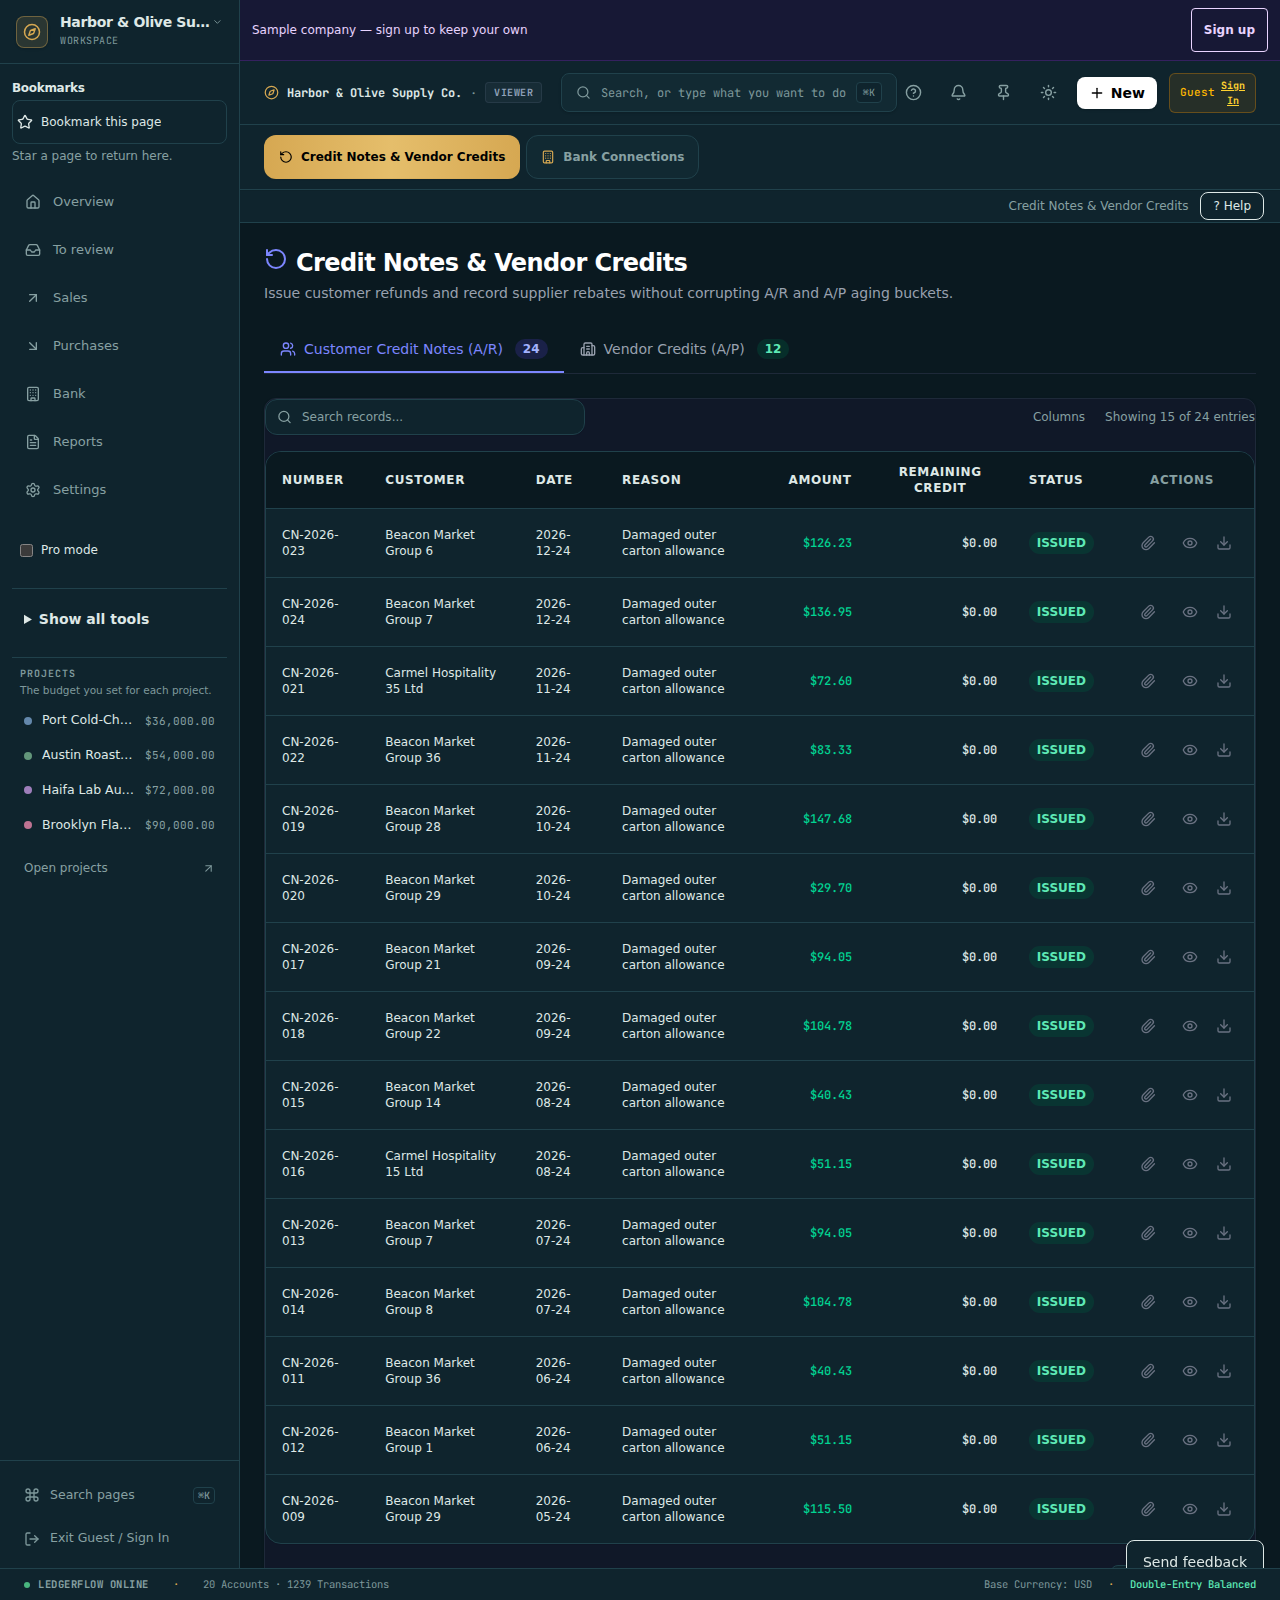 Harbor & Olive Su...
WORKSPACE
Bookmarks
Bookmark this page
Star a page to return here.
Overview
To review
Sales
Purchases
Bank
Reports
Settings
Pro mode
Show all tools
PROJECTS
The budget you set for each project.
Port Cold-Ch... $36,000.00
Austin Roast... $54,000.00
Haifa Lab Au... $72,000.00
Brooklyn Fla... $90,000.00
Open projects
Search pages ⌘K
Exit Guest / Sign In
Sample company — sign up to keep your own
Sign up
Harbor & Olive Supply Co. · VIEWER
Search, or type what you want to do ⌘K
+ New
Guest Sign In
Credit Notes & Vendor Credits
Bank Connections
Credit Notes & Vendor Credits
? Help
Credit Notes & Vendor Credits
Issue customer refunds and record supplier rebates without corrupting A/R and A/P aging buckets.
Customer Credit Notes (A/R) 24
Vendor Credits (A/P) 12
Search records...
Columns
Showing 15 of 24 entries
NUMBER CUSTOMER DATE REASON AMOUNT REMAINING CREDIT STATUS ACTIONS
CN-2026-023 Beacon Market Group 6 2026-12-24 Damaged outer carton allowance $126.23 $0.00 ISSUED
CN-2026-024 Beacon Market Group 7 2026-12-24 Damaged outer carton allowance $136.95 $0.00 ISSUED
CN-2026-021 Carmel Hospitality 35 Ltd 2026-11-24 Damaged outer carton allowance $72.60 $0.00 ISSUED
CN-2026-022 Beacon Market Group 36 2026-11-24 Damaged outer carton allowance $83.33 $0.00 ISSUED
CN-2026-019 Beacon Market Group 28 2026-10-24 Damaged outer carton allowance $147.68 $0.00 ISSUED
CN-2026-020 Beacon Market Group 29 2026-10-24 Damaged outer carton allowance $29.70 $0.00 ISSUED
CN-2026-017 Beacon Market Group 21 2026-09-24 Damaged outer carton allowance $94.05 $0.00 ISSUED
CN-2026-018 Beacon Market Group 22 2026-09-24 Damaged outer carton allowance $104.78 $0.00 ISSUED
CN-2026-015 Beacon Market Group 14 2026-08-24 Damaged outer carton allowance $40.43 $0.00 ISSUED
CN-2026-016 Carmel Hospitality 15 Ltd 2026-08-24 Damaged outer carton allowance $51.15 $0.00 ISSUED
CN-2026-013 Beacon Market Group 7 2026-07-24 Damaged outer carton allowance $94.05 $0.00 ISSUED
CN-2026-014 Beacon Market Group 8 2026-07-24 Damaged outer carton allowance $104.78 $0.00 ISSUED
CN-2026-011 Beacon Market Group 36 2026-06-24 Damaged outer carton allowance $40.43 $0.00 ISSUED
CN-2026-012 Beacon Market Group 1 2026-06-24 Damaged outer carton allowance $51.15 $0.00 ISSUED
CN-2026-009 Beacon Market Group 29 2026-05-24 Damaged outer carton allowance $115.50 $0.00 ISSUED
Send feedback
LEDGERFLOW ONLINE · 20 Accounts · 1239 Transactions
Base Currency: USD · Double-Entry Balanced